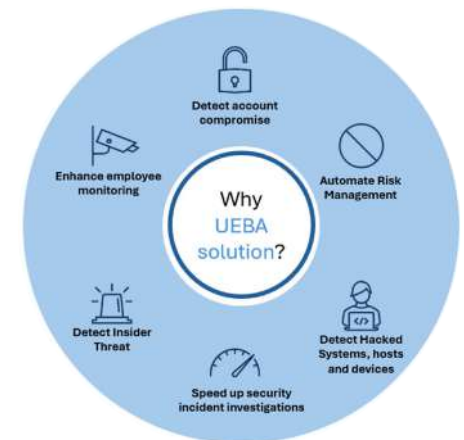 Detect account
compromise
Enhance employee
monitoring
Automate Risk
Management
Why
UEBA
solution?
Detect Insider
Threat
Detect Hacked
Systems, hosts
and devices
Speed up security
incident investigations